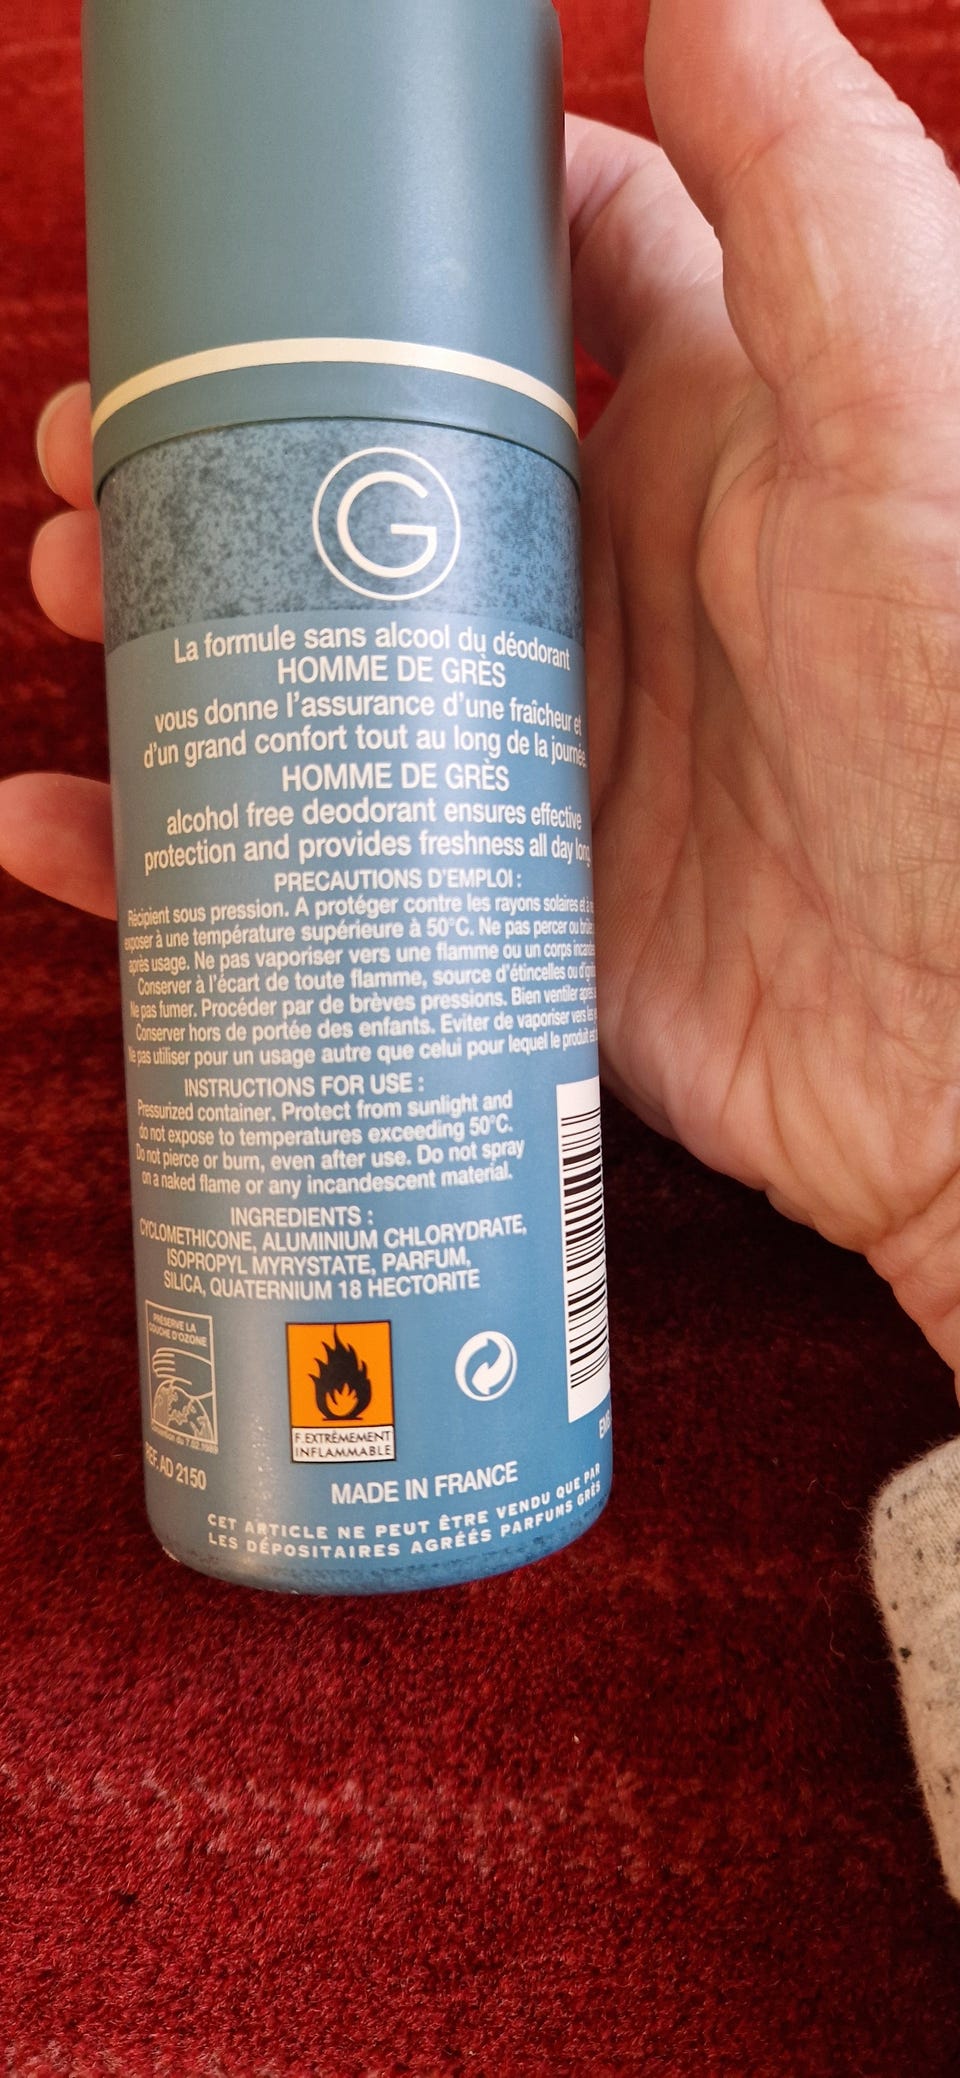 G
La formule sans alcool du déodorant
HOMME DE GRÈS
vous donne l'assurance d'une fraîcheur et
d'un grand confort tout au long de la journée.
HOMME DE GRÈS
alcohol free deodorant ensures effective
protection and provides freshness all day long
PRECAUTIONS D'EMPLOI :
Récipient sous pression. A protéger contre les rayons solaires et à
exposer à une température supérieure à 50°C. Ne pas percer ou
après usage. Ne pas vaporiser vers une flamme ou un corps
Conserver à l'écart de toute flamme, source d'étincelles ou
Ne pas fumer. Procéder par de brèves pressions. Bien ventiler après
Conserver hors de portée des enfants. Eviter de vaporiser vers les
Ne pas utiliser pour un usage autre que celui pour lequel le produit est
INSTRUCTIONS FOR USE :
Pressurized container. Protect from sunlight and
do not expose to temperatures exceeding 50°C.
Do not pierce or burn, even after use. Do not spray
on a naked flame or any incandescent material.
INGREDIENTS :
CYCLOMETHICONE, ALUMINIUM CHLORYDRATE,
ISOPROPYL MYRYSTATE, PARFUM,
SILICA, QUATERNIUM 18 HECTORITE
PRÉSERVE LA
COUCHE D'OZONE
Convention du 7.02.1989
F.EXTRÊMEMENT
INFLAMMABLE
REF. AD 2150
MADE IN FRANCE
CET ARTICLE NE PEUT ÊTRE VENDU QUE PAR
LES DÉPOSITAIRES AGRÉÉS PARFUMS GRÈS